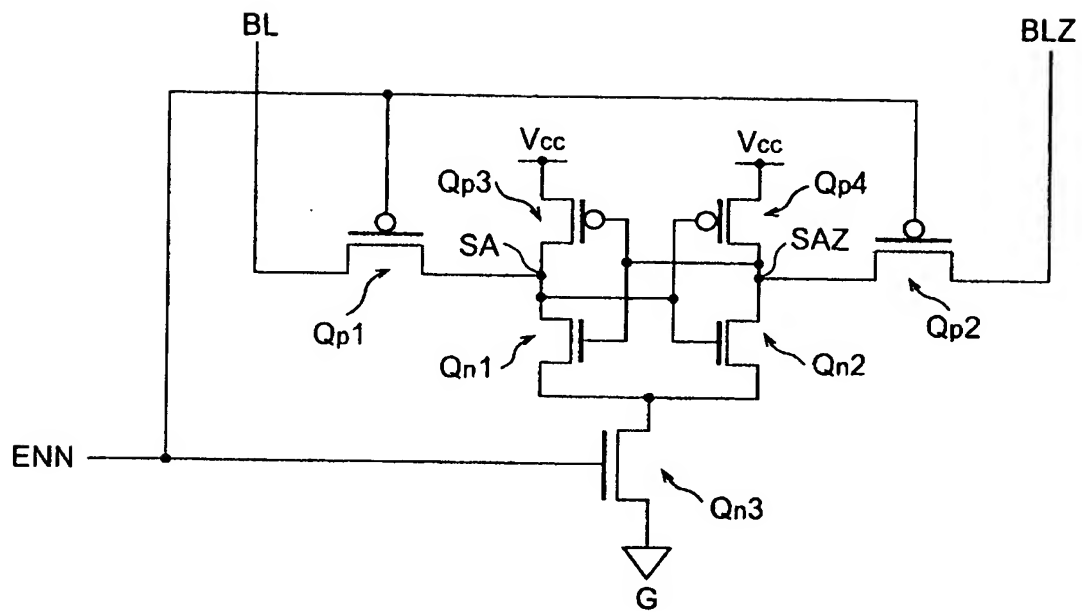 BL
BLZ
Vcc
Vcc
Qp3
Qp4
SA
SAZ
Qp1
Qp2
Qn1
Qn2
ENN
Qn3
G